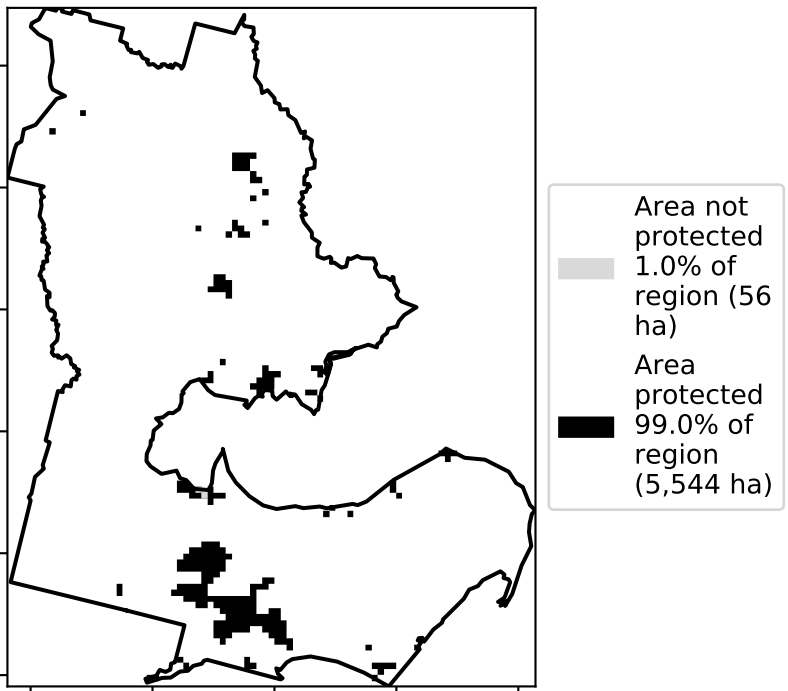 Area not
protected
1.0% of
region (56
ha)
Area
protected
99.0% of
region
(5,544 ha)